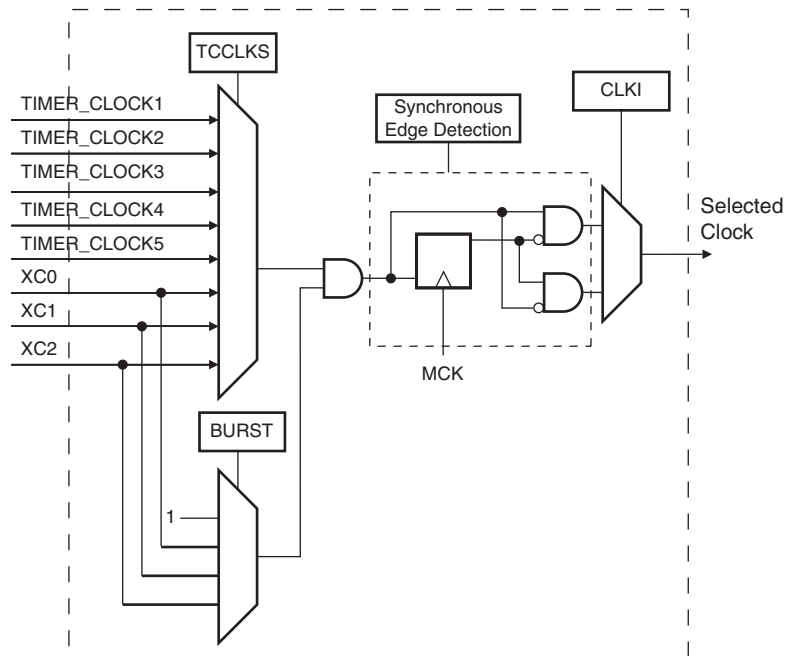 TCCLKS
TIMER_CLOCK1
TIMER_CLOCK2
TIMER_CLOCK3
TIMER_CLOCK4
TIMER_CLOCK5
XC0
XC1
XC2
Synchronous
Edge Detection
CLKI
Selected
Clock
MCK
BURST
1